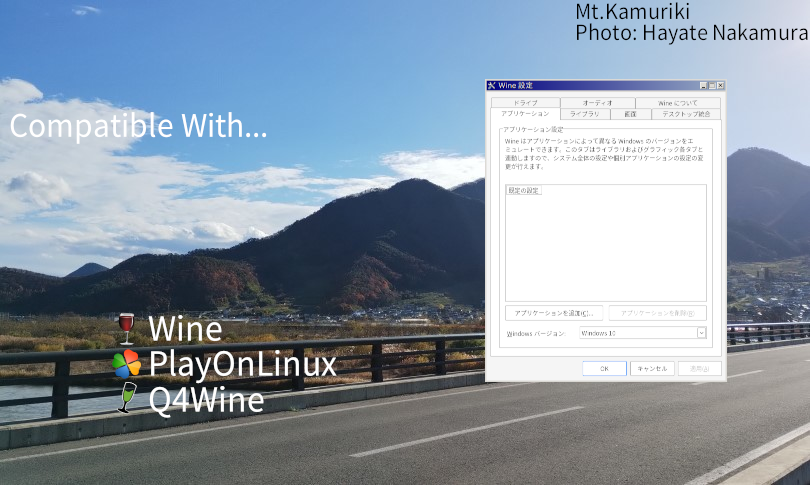 Mt.Kamuriki
Photo: Hayate Nakamura
Compatible With...
Wine 設定
ドライブ
オーディオ
Wine について
アプリケーション
ライブラリ
画面
デスクトップ統合
アプリケーション設定
Wine はアプリケーションによって異なる Windows のバージョンをエ
ミュレートできます。このタブはライブラリおよびグラフィック各タブと
連動しますので、システム全体の設定や個別アプリケーションの設定の変
更が行えます。
既定の設定
アプリケーションを追加(C)...
アプリケーションを削除(R)
Windows バージョン:
Windows 10
OK
キャンセル
適用(A)
Wine
PlayOnLinux
Q4Wine